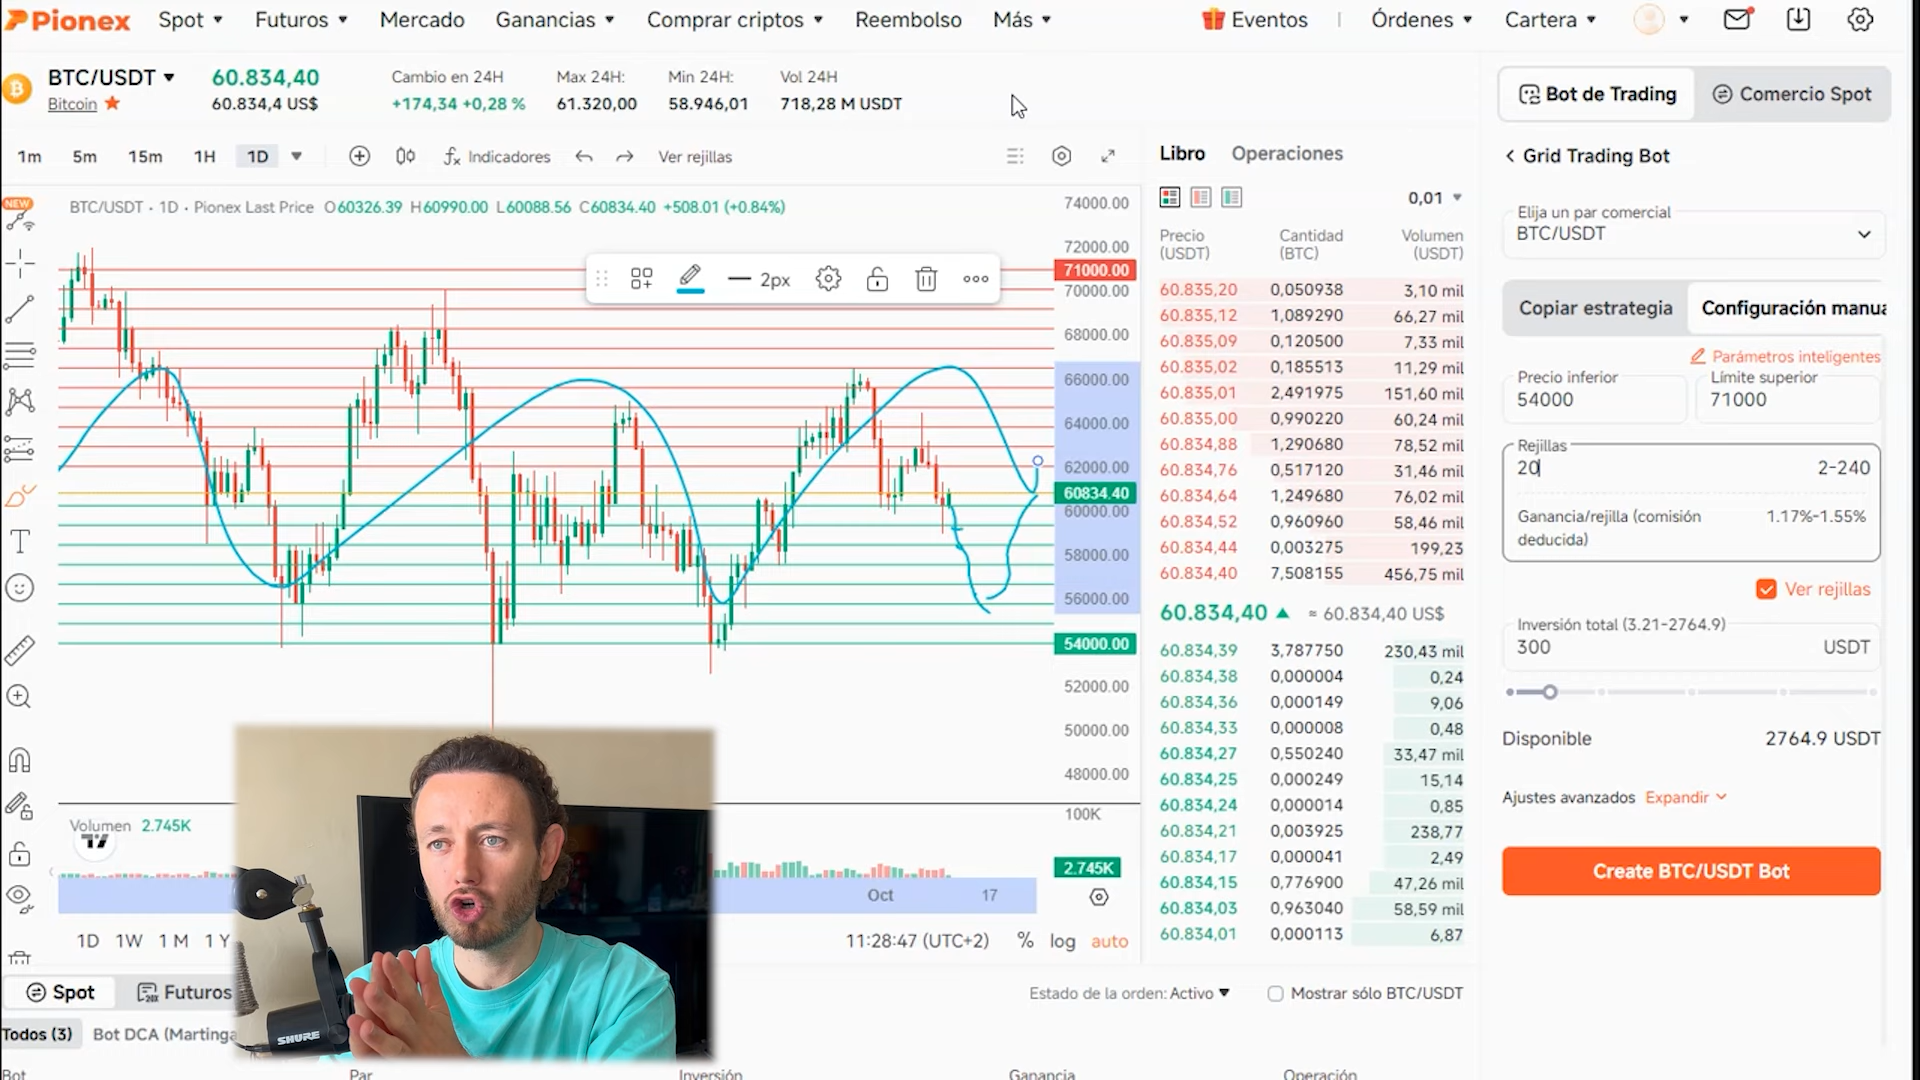 Pionex Spot Futuros Mercado Ganancias Comprar criptos Reembolso Más Eventos Órdenes Cartera
BTC/USDT 60.834,40 Cambio en 24H Max 24H: Min 24H: Vol 24H
Bitcoin 60.834,4 US$ +174,34 +0,28 % 61.320,00 58.946,01 718,28 M USDT
Bot de Trading Comercio Spot
1m 5m 15m 1H 1D Indicadores Ver rejillas
NEW
BTC/USDT · 1D · Pionex Last Price O60326.39 H60990.00 L60088.56 C60834.40 +508.01 (+0.84%)
2px
74000.00
72000.00
71000.00
70000.00
68000.00
66000.00
64000.00
62000.00
60834.40
60000.00
58000.00
56000.00
54000.00
52000.00
50000.00
48000.00
100K
Volumen 2.745K
2.745K
Oct 17
1D 1W 1M 1Y
11:28:47 (UTC+2) % log auto
Libro Operaciones
0,01
Precio (USDT) Cantidad (BTC) Volumen (USDT)
60.835,20 0,050938 3,10 mil
60.835,12 1,089290 66,27 mil
60.835,09 0,120500 7,33 mil
60.835,02 0,185513 11,29 mil
60.835,01 2,491975 151,60 mil
60.835,00 0,990220 60,24 mil
60.834,88 1,290680 78,52 mil
60.834,76 0,517120 31,46 mil
60.834,64 1,249680 76,02 mil
60.834,52 0,960960 58,46 mil
60.834,44 0,003275 199,23
60.834,40 7,508155 456,75 mil
60.834,40 ≈ 60.834,40 US$
60.834,39 3,787750 230,43 mil
60.834,38 0,000004 0,24
60.834,36 0,000149 9,06
60.834,33 0,000008 0,48
60.834,27 0,550240 33,47 mil
60.834,25 0,000249 15,14
60.834,24 0,000014 0,85
60.834,21 0,003925 238,77
60.834,17 0,000041 2,49
60.834,15 0,776900 47,26 mil
60.834,03 0,963040 58,59 mil
60.834,01 0,000113 6,87
Grid Trading Bot
Elija un par comercial
BTC/USDT
Copiar estrategia Configuración manua
Parámetros inteligentes
Precio inferior Límite superior
54000 71000
Rejillas
20 2-240
Ganancia/rejilla (comisión 1.17%-1.55%
deducida)
Ver rejillas
Inversión total (3.21-2764.9)
300 USDT
Disponible 2764.9 USDT
Ajustes avanzados Expandir
Create BTC/USDT Bot
Spot Futuros
Estado de la orden: Activo Mostrar sólo BTC/USDT
Todos (3) Bot DCA (Martinga
Bot Par Inversión Ganancia Operación
SHURE